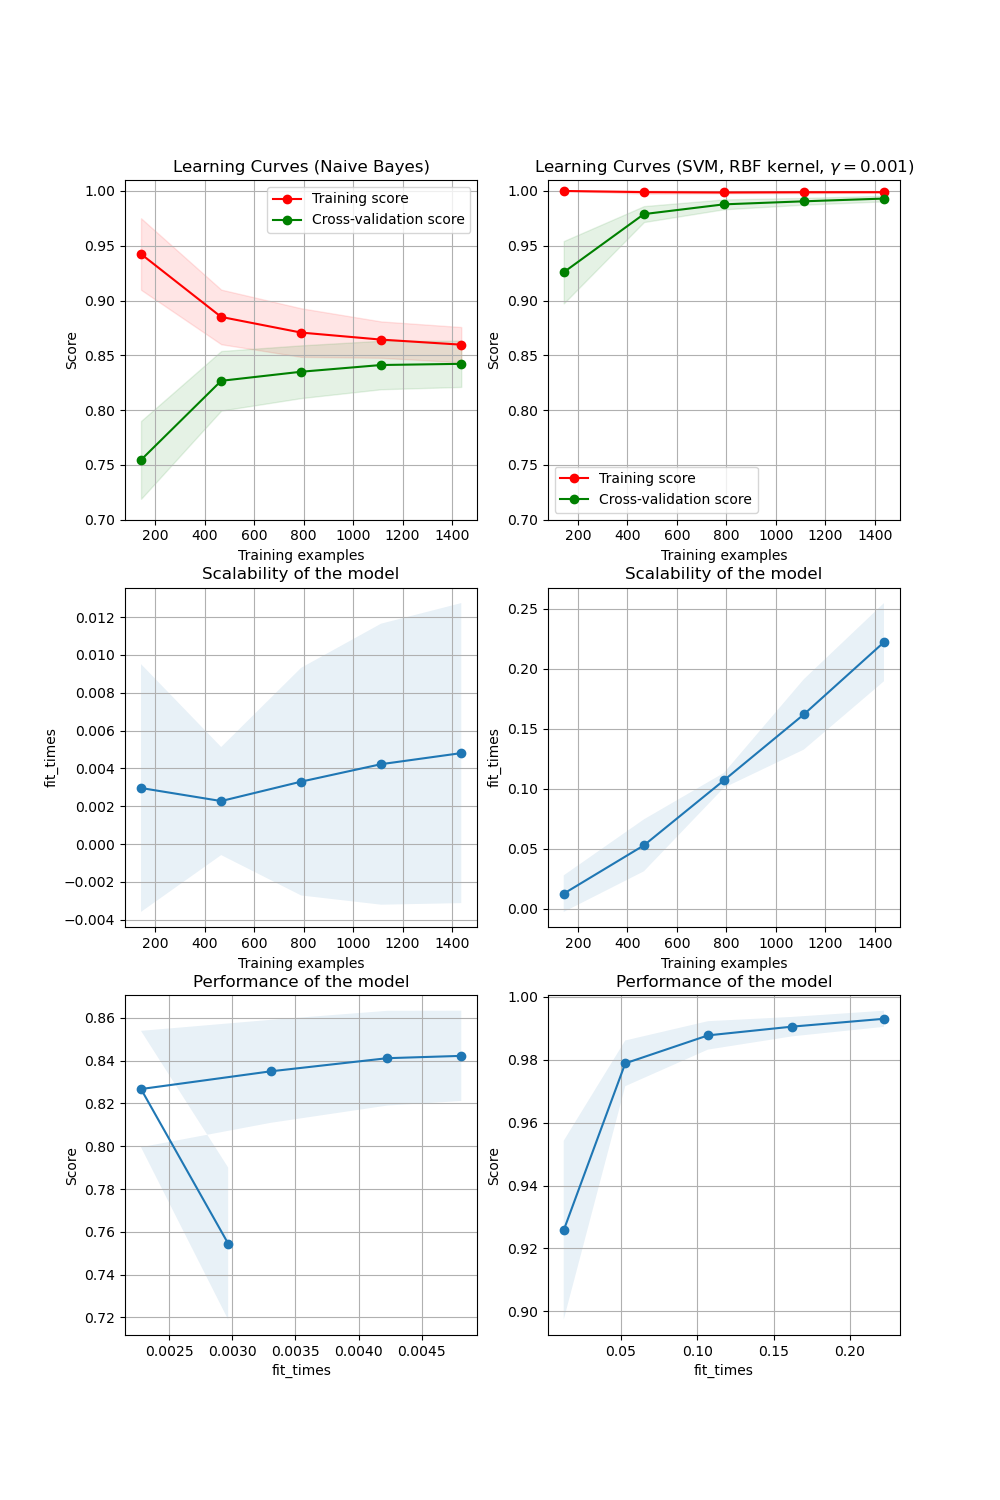 Learning Curves (Naive Bayes)
1.00
0.95
0.90
0.85
0.80
0.75
0.70
Score
Training score
Cross-validation score
200 400 600 800 1000 1200 1400
Training examples
Learning Curves (SVM, RBF kernel, γ = 0.001)
1.00
0.95
0.90
0.85
0.80
0.75
0.70
Score
Training score
Cross-validation score
200 400 600 800 1000 1200 1400
Training examples
Scalability of the model
0.012
0.010
0.008
0.006
0.004
0.002
0.000
−0.002
−0.004
fit_times
200 400 600 800 1000 1200 1400
Training examples
Scalability of the model
0.25
0.20
0.15
0.10
0.05
0.00
fit_times
200 400 600 800 1000 1200 1400
Training examples
Performance of the model
0.86
0.84
0.82
0.80
0.78
0.76
0.74
0.72
Score
0.0025 0.0030 0.0035 0.0040 0.0045
fit_times
Performance of the model
1.00
0.98
0.96
0.94
0.92
0.90
Score
0.05 0.10 0.15 0.20
fit_times